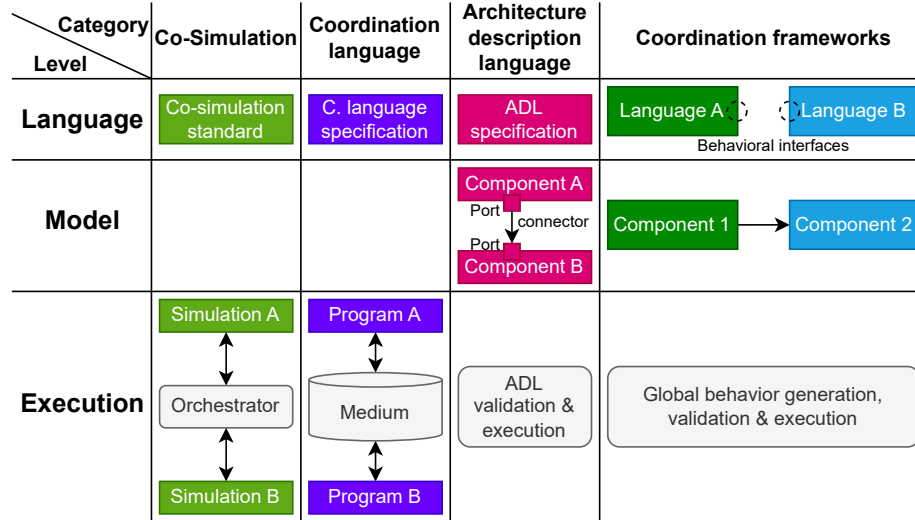 Category
Level
Co-Simulation
Coordination
language
Architecture
description
language
Coordination frameworks
Language
Co-simulation
standard
C. language
specification
ADL
specification
Language A
Language B
Behavioral interfaces
Model
Component A
Port
connector
Port
Component B
Component 1
Component 2
Execution
Simulation A
Orchestrator
Simulation B
Program A
Medium
Program B
ADL
validation &
execution
Global behavior generation,
validation & execution